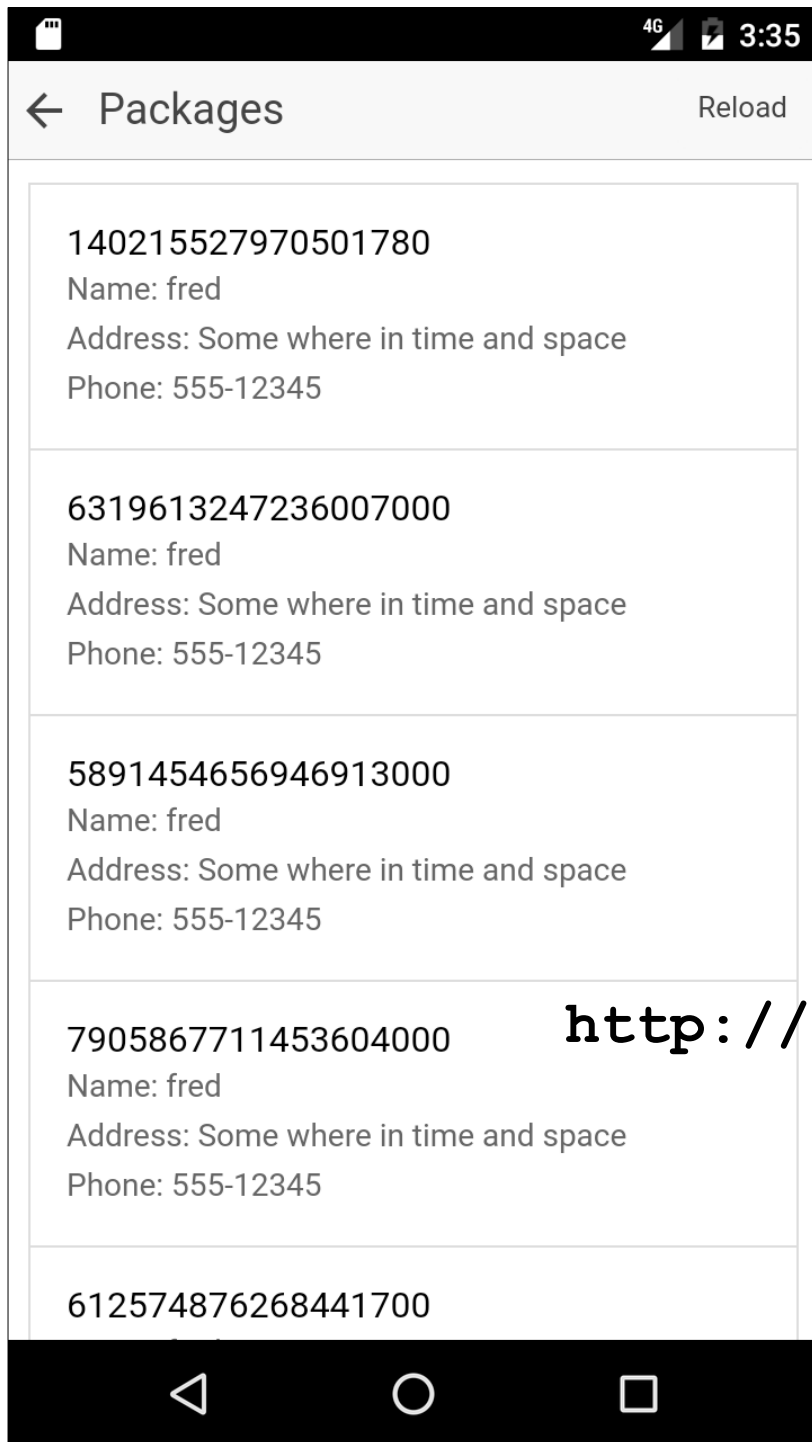 4G 3:35
Packages Reload
140215527970501780
Name: fred
Address: Some where in time and space
Phone: 555-12345
6319613247236007000
Name: fred
Address: Some where in time and space
Phone: 555-12345
5891454656946913000
Name: fred
Address: Some where in time and space
Phone: 555-12345
7905867711453604000 http://
Name: fred
Address: Some where in time and space
Phone: 555-12345
612574876268441700